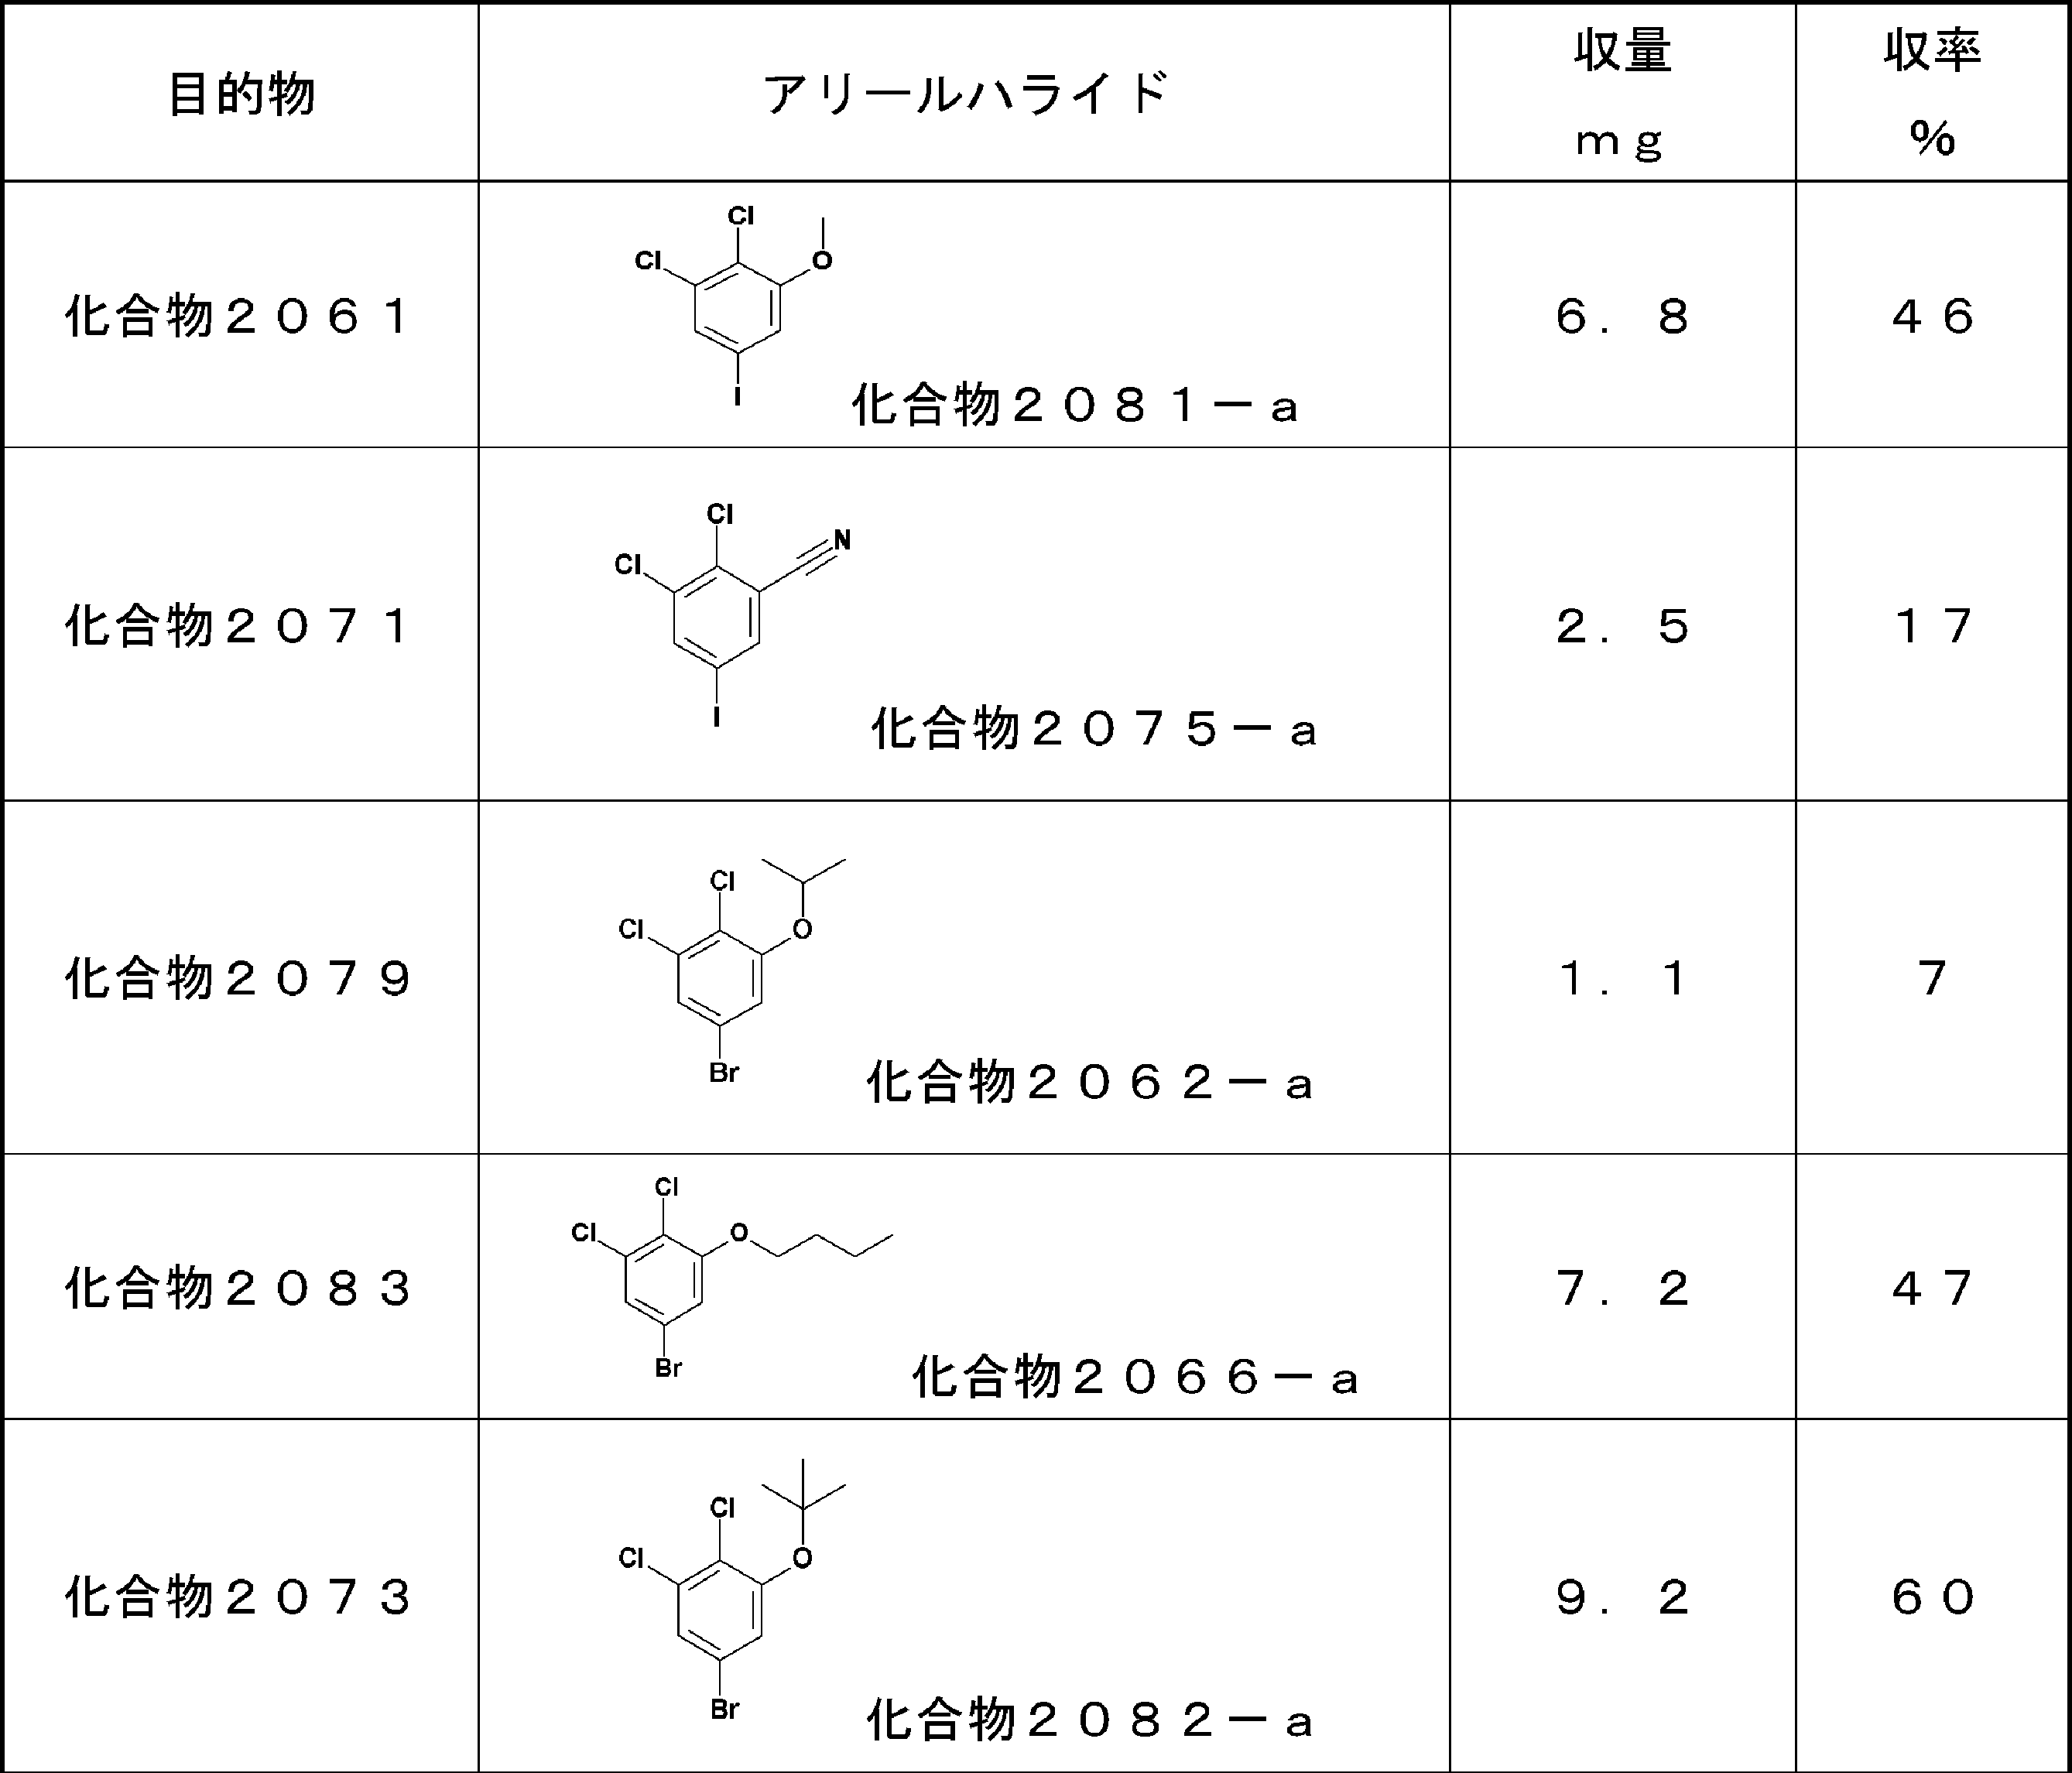 目的物
アリールハライド
収量
ｍｇ
収率
％
化合物２０６１
Cl
Cl
O
I
化合物２０８１－ａ
６．８
４６
化合物２０７１
Cl
N
Cl
I
化合物２０７５－ａ
２．５
１７
化合物２０７９
Cl
Cl
O
Br
化合物２０６２－ａ
１．１
７
化合物２０８３
Cl
Cl
O
Br
化合物２０６６－ａ
７．２
４７
化合物２０７３
Cl
Cl
O
Br
化合物２０８２－ａ
９．２
６０